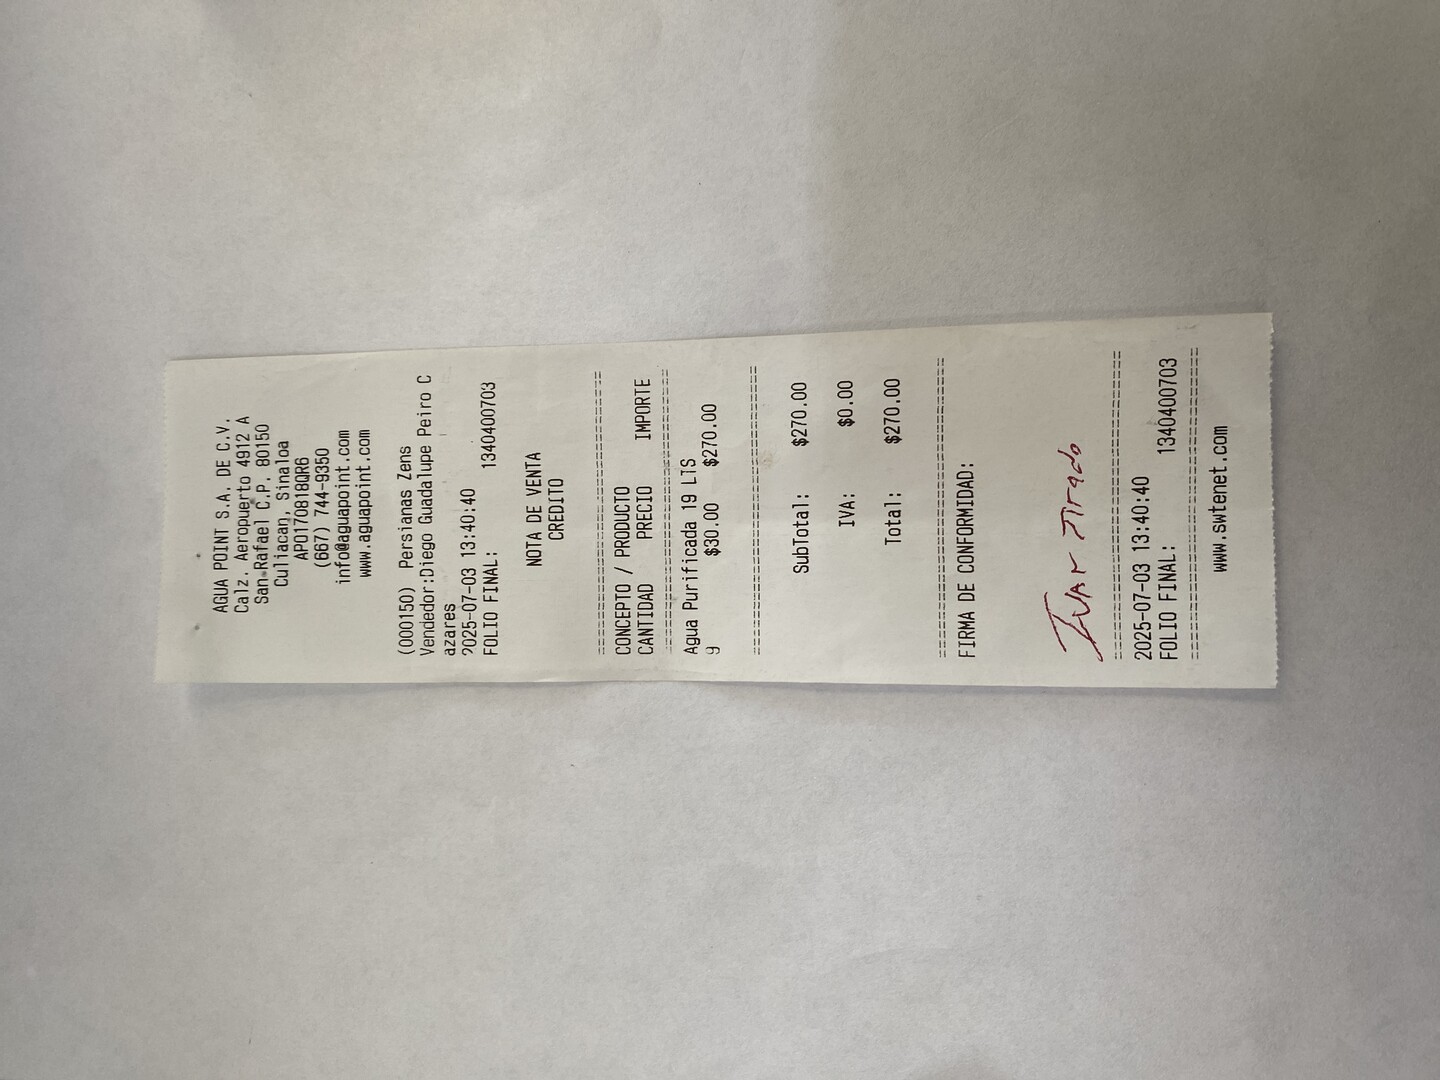 AGUA POINT S.A. DE C.V.
Calz. Aeropuerto 4912 A
San Rafael C.P. 80150
Culiacan, Sinaloa
APO170818QR6
(667) 744-9350
info@aguapoint.com
www.aguapoint.com
(000150) Persianas Zens
Vendedor:Diego Guadalupe Peiro C
azares
2025-07-03 13:40:40
FOLIO FINAL: 1340400703
NOTA DE VENTA
CREDITO
================================
CONCEPTO / PRODUCTO
CANTIDAD PRECIO IMPORTE
================================
Agua Purificada 19 LTS
9 $30.00 $270.00
================================
SubTotal: $270.00
IVA: $0.00
Total: $270.00
================================
FIRMA DE CONFORMIDAD:
Ivan Tirado
================================
2025-07-03 13:40:40
FOLIO FINAL: 1340400703
================================
www.swtenet.com